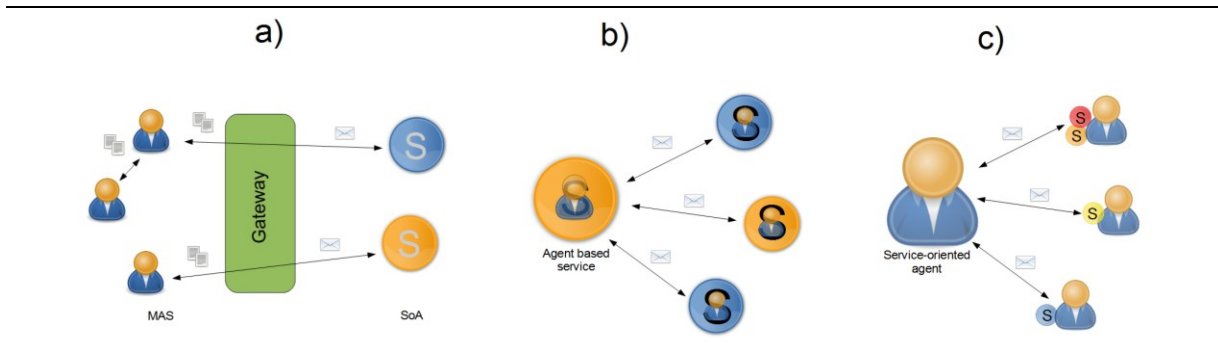 a)
b)
c)
Gateway
S
S
MAS
SoA
S
S
S
S
Agent based
service
S
S
S
S
Service-oriented
agent